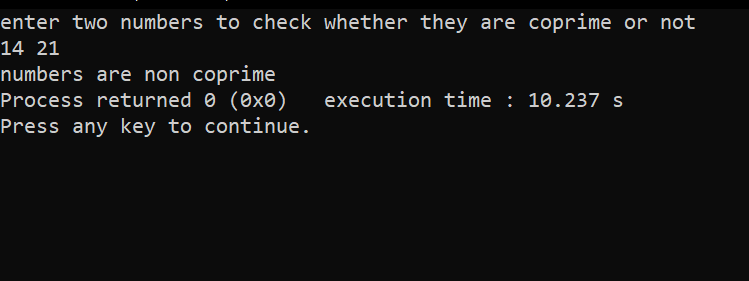 enter two numbers to check whether they are coprime or not
14 21
numbers are non coprime
Process returned 0 (0x0)   execution time : 10.237 s
Press any key to continue.